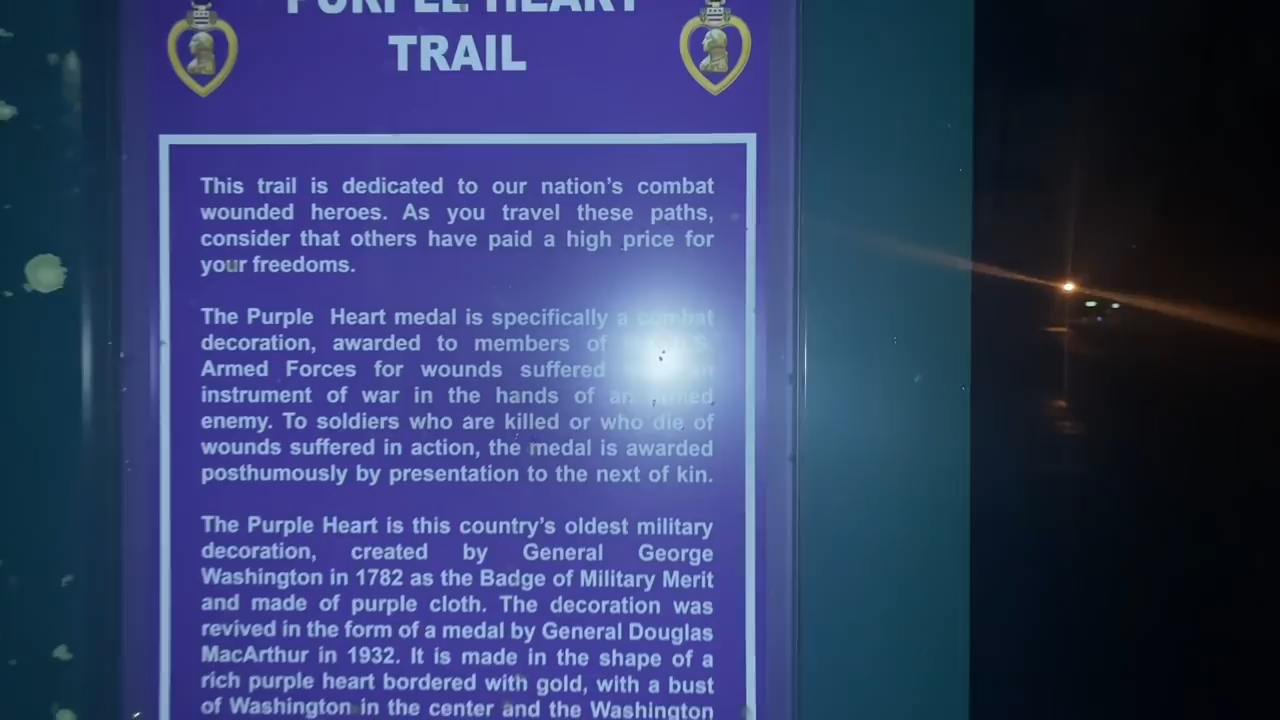 PURPLE HEART
TRAIL
This trail is dedicated to our nation's combat
wounded heroes. As you travel these paths,
consider that others have paid a high price for
your freedoms.
The Purple Heart medal is specifically a combat
decoration, awarded to members of U.S.
Armed Forces for wounds suffered an
instrument of war in the hands of an armed
enemy. To soldiers who are killed or who die of
wounds suffered in action, the medal is awarded
posthumously by presentation to the next of kin.
The Purple Heart is this country's oldest military
decoration, created by General George
Washington in 1782 as the Badge of Military Merit
and made of purple cloth. The decoration was
revived in the form of a medal by General Douglas
MacArthur in 1932. It is made in the shape of a
rich purple heart bordered with gold, with a bust
of Washington in the center and the Washington